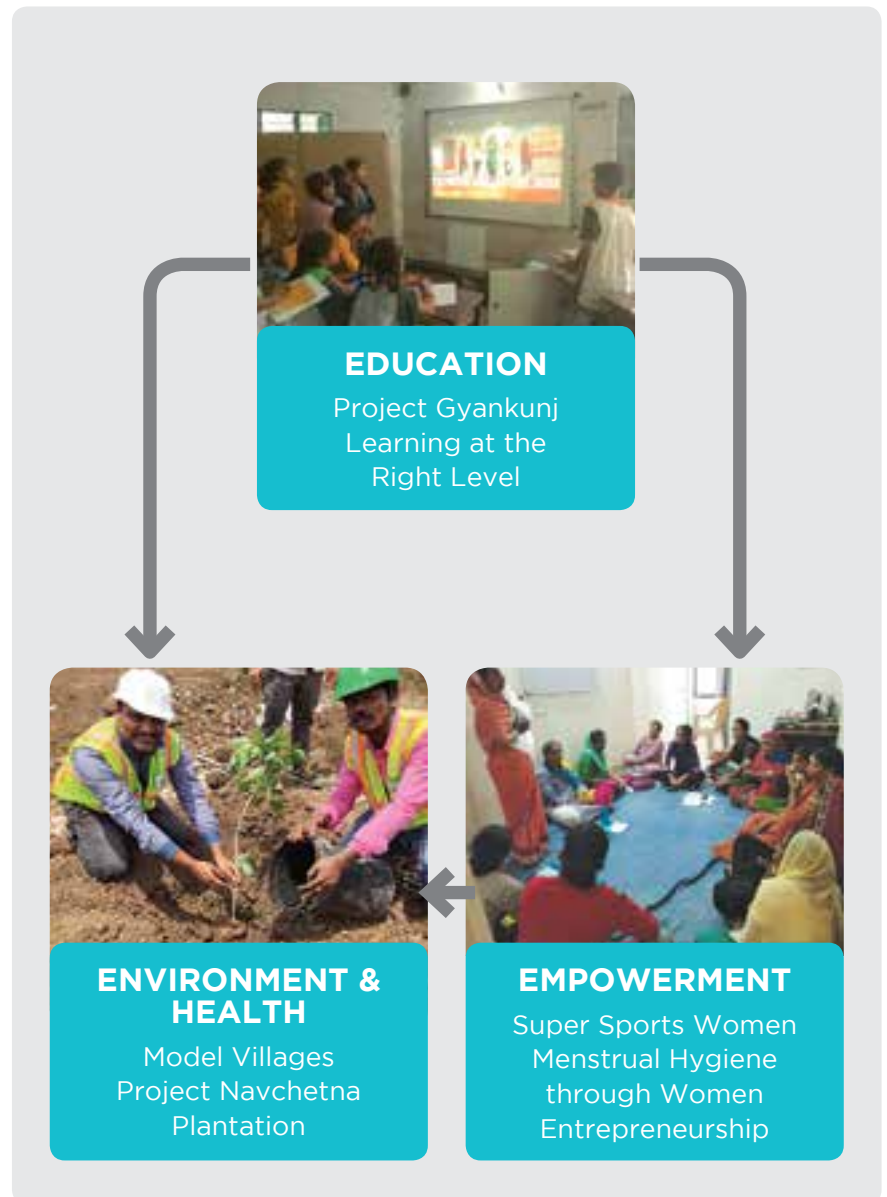 EDUCATION
Project Gyankunj
Learning at the
Right Level
ENVIRONMENT &
HEALTH
Model Villages
Project Navchetna
Plantation
EMPOWERMENT
Super Sports Women
Menstrual Hygiene
through Women
Entrepreneurship